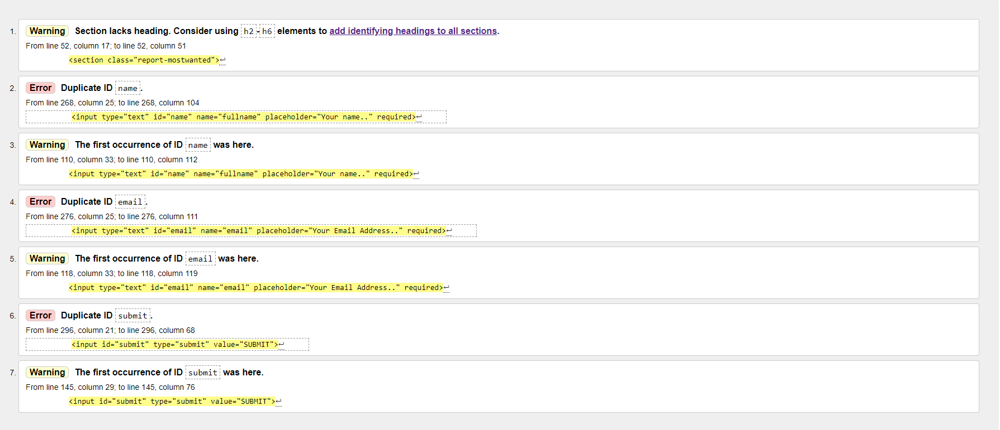 1. Warning Section lacks heading. Consider using h2-h6 elements to add identifying headings to all sections.
From line 52, column 17; to line 52, column 51
<section class="report-mostwanted">↩
2. Error Duplicate ID name.
From line 268, column 25; to line 268, column 104
<input type="text" id="name" name="fullname" placeholder="Your name.." required>↩
3. Warning The first occurrence of ID name was here.
From line 110, column 33; to line 110, column 112
<input type="text" id="name" name="fullname" placeholder="Your name.." required>↩
4. Error Duplicate ID email.
From line 276, column 25; to line 276, column 111
<input type="text" id="email" name="email" placeholder="Your Email Address.." required>↩
5. Warning The first occurrence of ID email was here.
From line 118, column 33; to line 118, column 119
<input type="text" id="email" name="email" placeholder="Your Email Address.." required>↩
6. Error Duplicate ID submit.
From line 296, column 21; to line 296, column 68
<input id="submit" type="submit" value="SUBMIT">↩
7. Warning The first occurrence of ID submit was here.
From line 145, column 29; to line 145, column 76
<input id="submit" type="submit" value="SUBMIT">↩